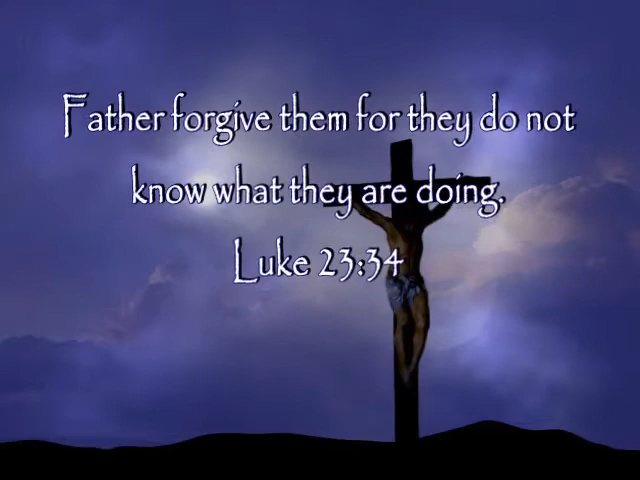 Father forgive them for they do not
know what they are doing.
Luke 23:34